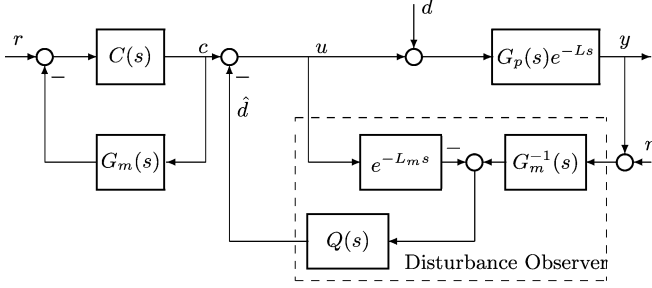 d
r C(s) c u G_p(s)e^{-Ls} y
− −
d̂
G_m(s) e^{-L_m s} − G_m^{-1}(s)
Q(s)
Disturbance Observer